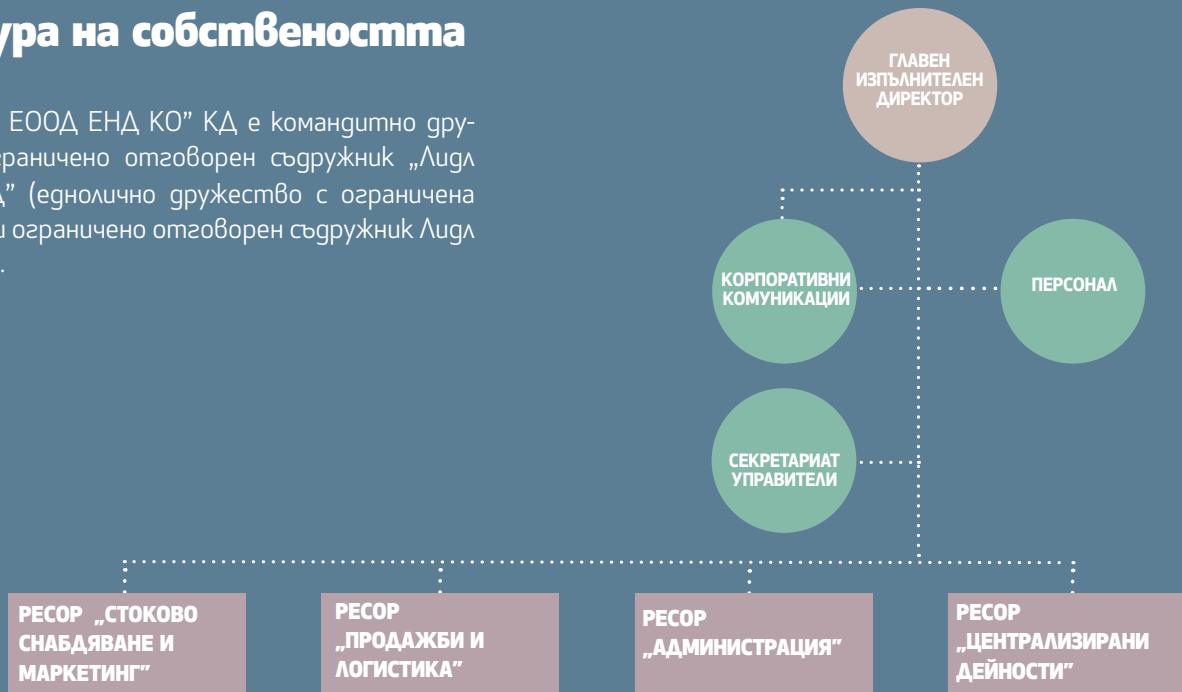 ура на собствеността
ЕООД ЕНД КО” КД е командитно дру-
граничено отговорен съдружник „Лидл
Д” (еднолично дружество с ограничена
и ограничено отговорен съдружник Лидл
.
ГЛАВЕН
ИЗПЪЛНИТЕЛЕН
ДИРЕКТОР
КОРПОРАТИВНИ
КОМУНИКАЦИИ
ПЕРСОНАЛ
СЕКРЕТАРИАТ
УПРАВИТЕЛИ
РЕСОР „СТОКОВО
СНАБДЯВАНЕ И
МАРКЕТИНГ”
РЕСОР
„ПРОДАЖБИ И
ЛОГИСТИКА”
РЕСОР
„АДМИНИСТРАЦИЯ”
РЕСОР
„ЦЕНТРАЛИЗИРАНИ
ДЕЙНОСТИ”